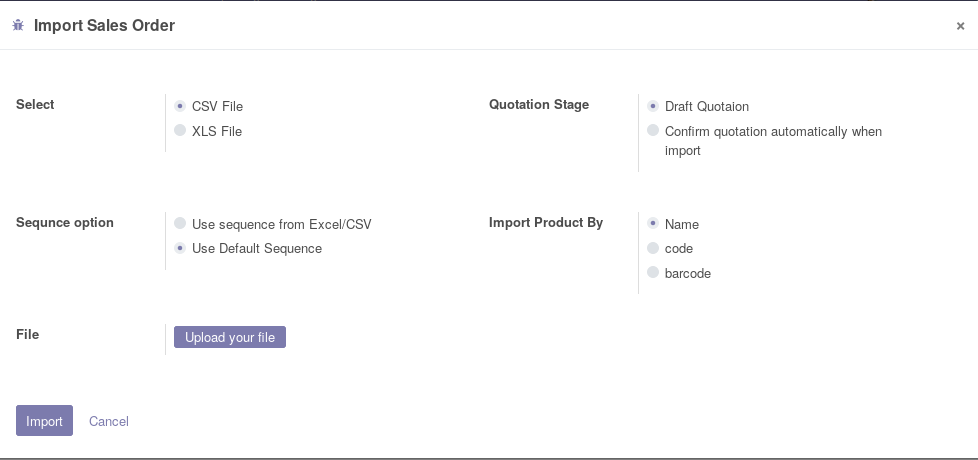 Import Sales Order
×
Select
CSV File
XLS File
Quotation Stage
Draft Quotaion
Confirm quotation automatically when
import
Sequnce option
Use sequence from Excel/CSV
Use Default Sequence
Import Product By
Name
code
barcode
File
Upload your file
Import
Cancel